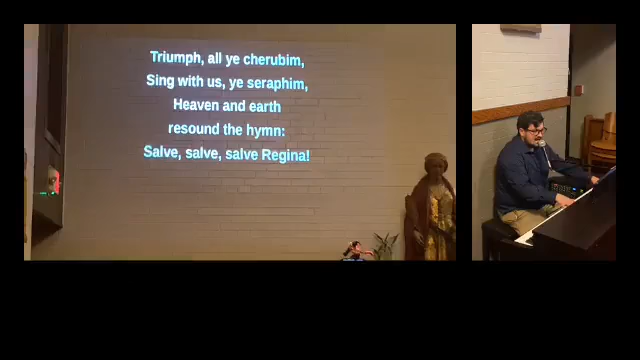 Triumph, all ye cherubim,
Sing with us, ye seraphim,
Heaven and earth
resound the hymn:
Salve, salve, salve Regina!